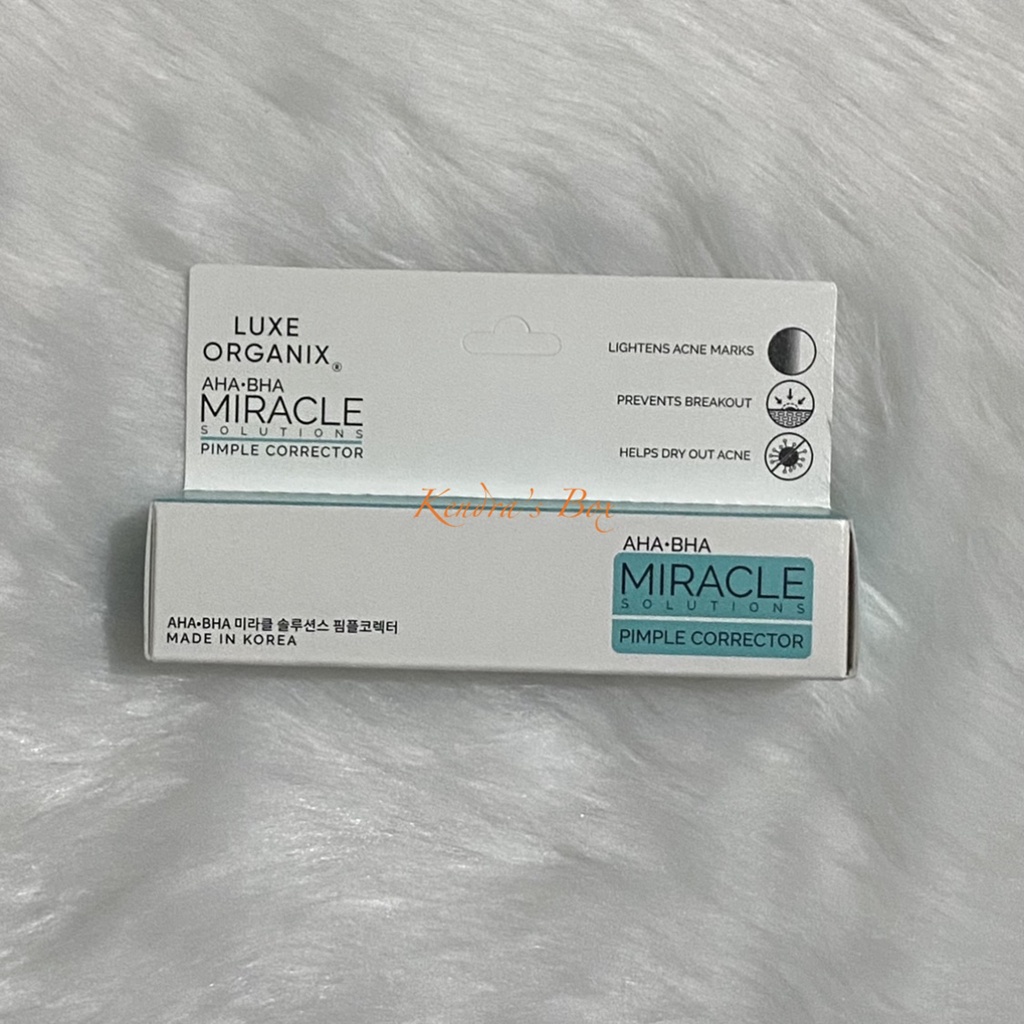 LUXE
ORGANIX®
AHA•BHA
MIRACLE
SOLUTIONS
PIMPLE CORRECTOR
LIGHTENS ACNE MARKS
PREVENTS BREAKOUT
HELPS DRY OUT ACNE
Kendra's Box
AHA•BHA
MIRACLE
SOLUTIONS
PIMPLE CORRECTOR
AHA•BHA 미라클 솔루션스 핌플코렉터
MADE IN KOREA